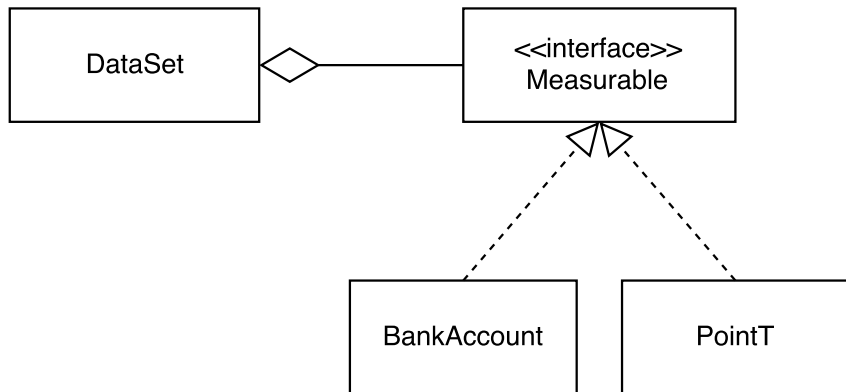 DataSet
<<interface>>
Measurable
BankAccount
PointT